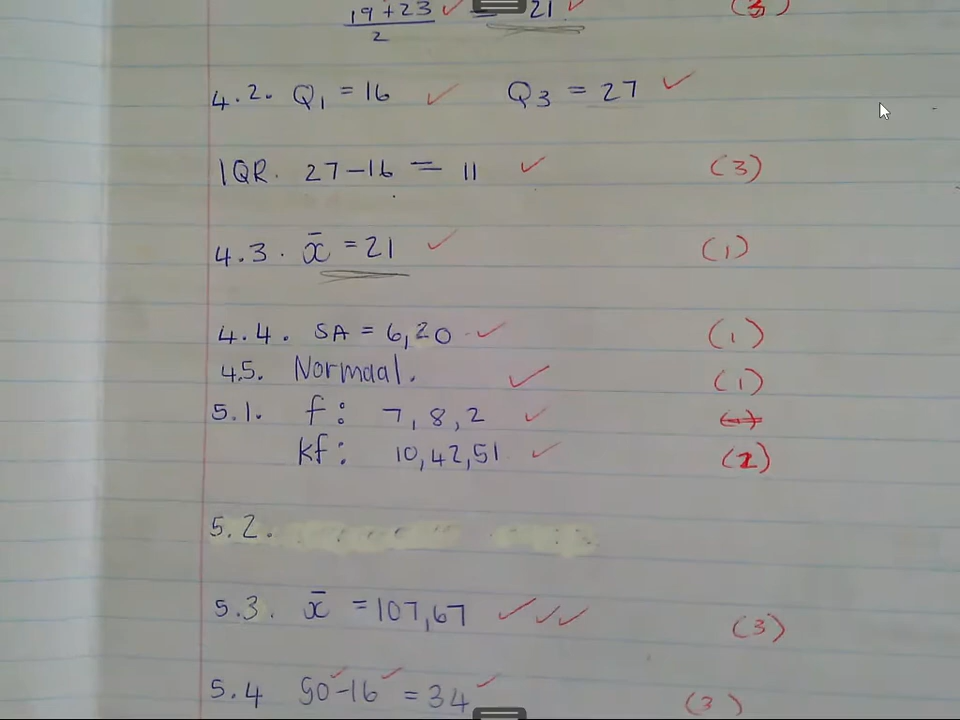 19 + 23 = 21 (3)
2
4.2. Q1 = 16 Q3 = 27
IQR. 27 - 16 = 11 (3)
4.3. x̄ = 21 (1)
4.4. SA = 6,20 (1)
4.5. Normaal. (1)
5.1. f: 7, 8, 2
kf: 10, 42, 51 (2)
5.2.
5.3. x̄ = 107,67 (3)
5.4 50 - 16 = 34 (3)